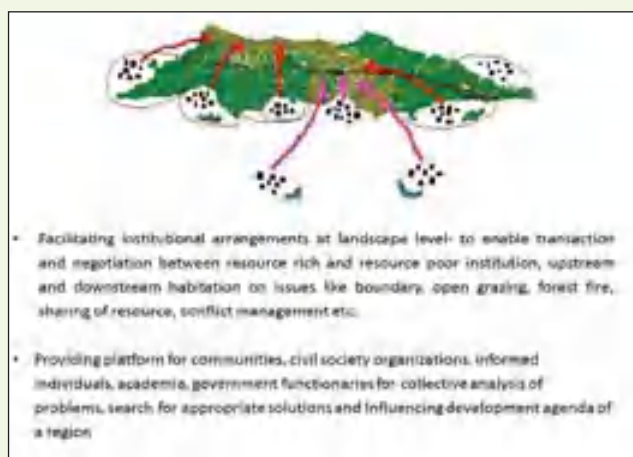 • Facilitating institutional arrangements at landscape level- to enable transaction
and negotiation between resource rich and resource poor institution, upstream
and downstream habitation on issues like boundary, open grazing, forest fire,
sharing of resource, conflict management etc.
• Providing platform for communities, civil society organizations, informed
individuals, academia, government functionaries for collective analysis of
problems, search for appropriate solutions and influencing development agenda of
a region